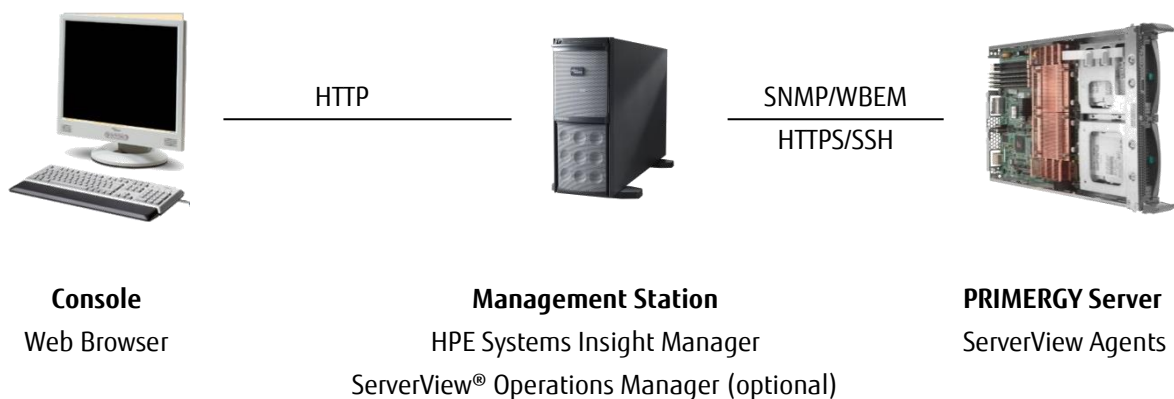 HTTP
SNMP/WBEM
HTTPS/SSH
Console
Web Browser
Management Station
HPE Systems Insight Manager
ServerView® Operations Manager (optional)
PRIMERGY Server
ServerView Agents